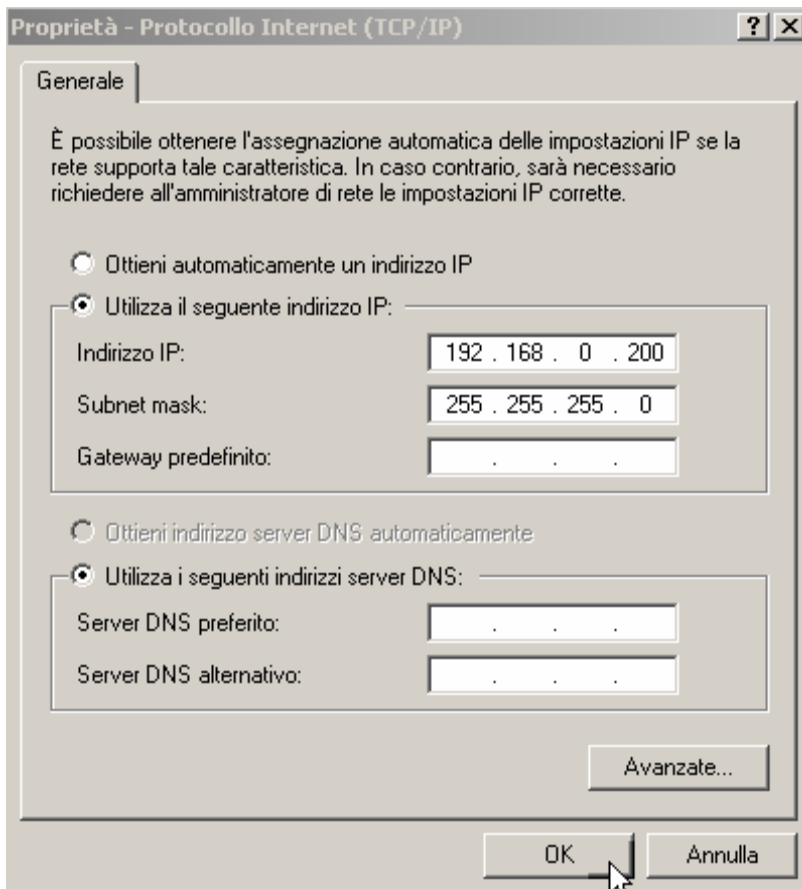 Proprietà - Protocollo Internet (TCP/IP)
Generale
È possibile ottenere l'assegnazione automatica delle impostazioni IP se la
rete supporta tale caratteristica. In caso contrario, sarà necessario
richiedere all'amministratore di rete le impostazioni IP corrette.
Ottieni automaticamente un indirizzo IP
Utilizza il seguente indirizzo IP:
Indirizzo IP: 192 . 168 . 0 . 200
Subnet mask: 255 . 255 . 255 . 0
Gateway predefinito: . . .
Ottieni indirizzo server DNS automaticamente
Utilizza i seguenti indirizzi server DNS:
Server DNS preferito: . . .
Server DNS alternativo: . . .
Avanzate...
OK Annulla